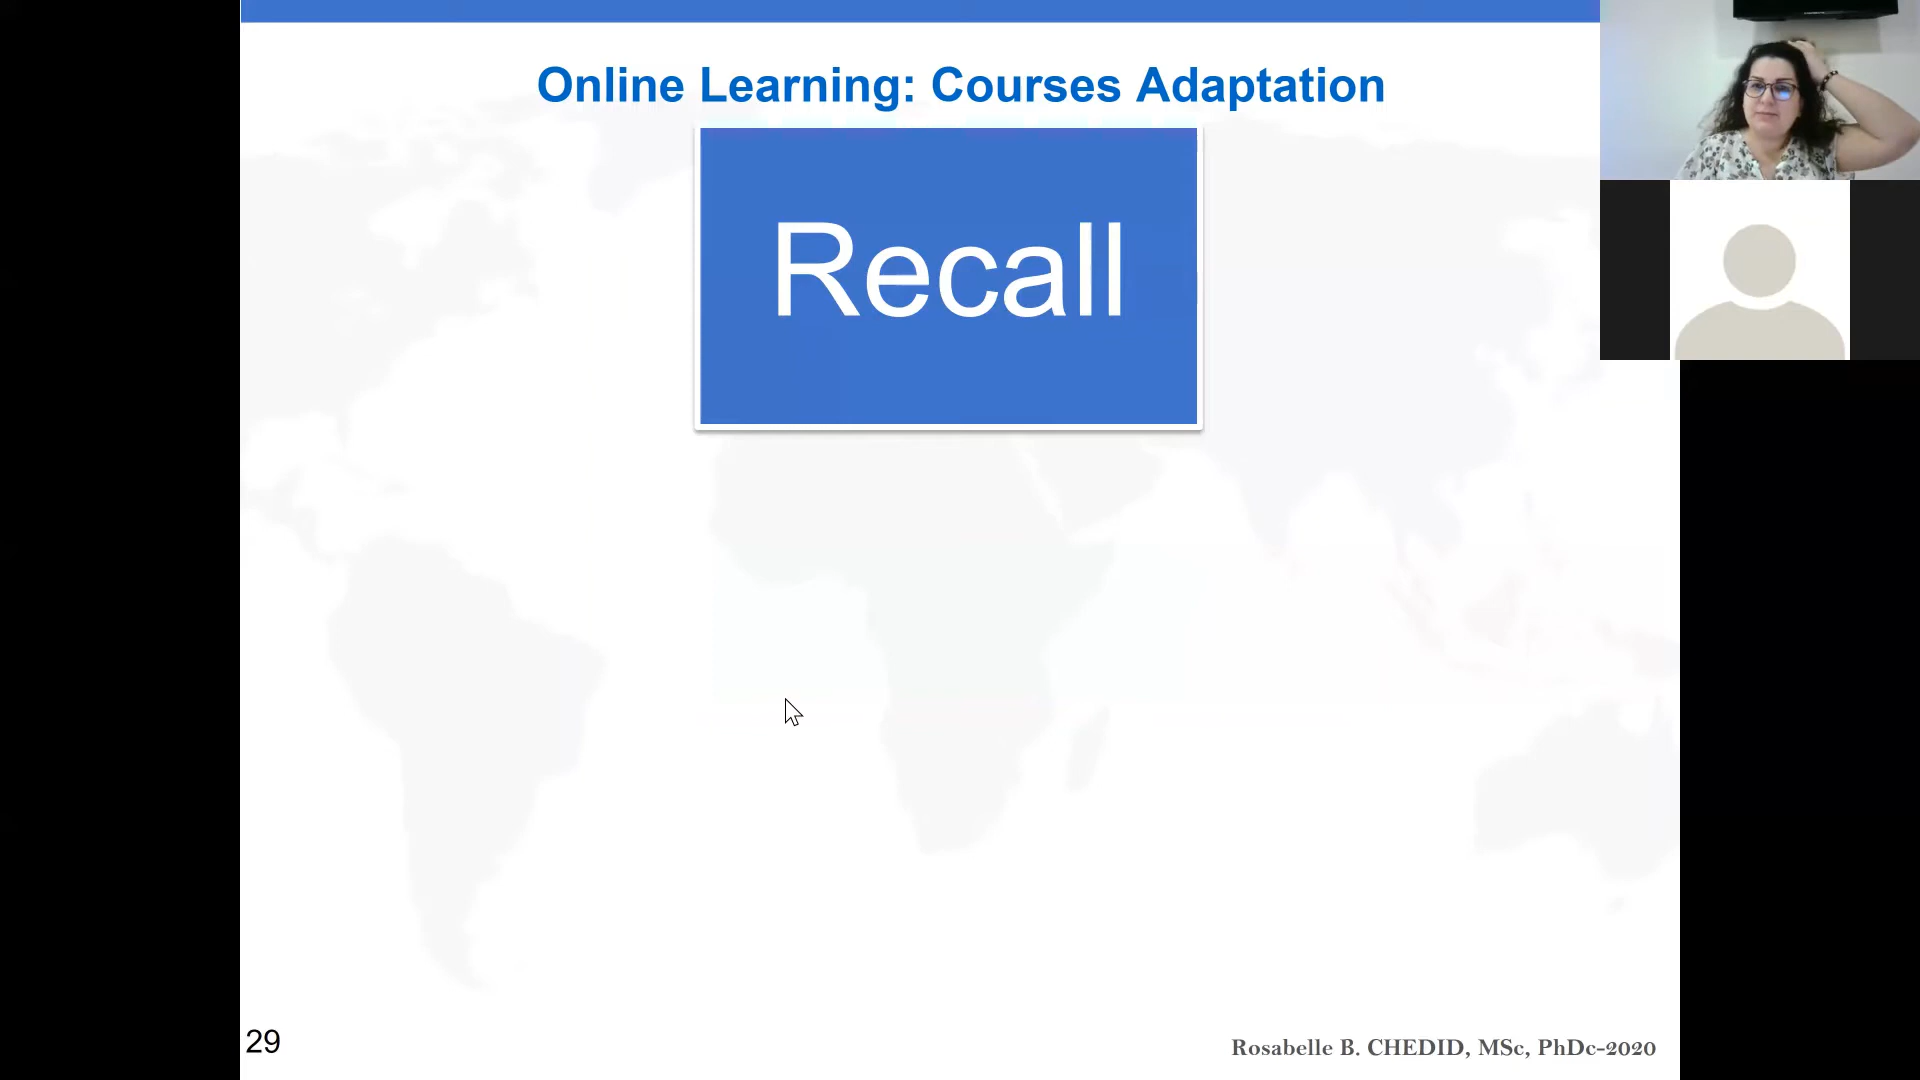 Online Learning: Courses Adaptation
Recall
29
Rosabelle B. CHEDID, MSc, PhDc-2020